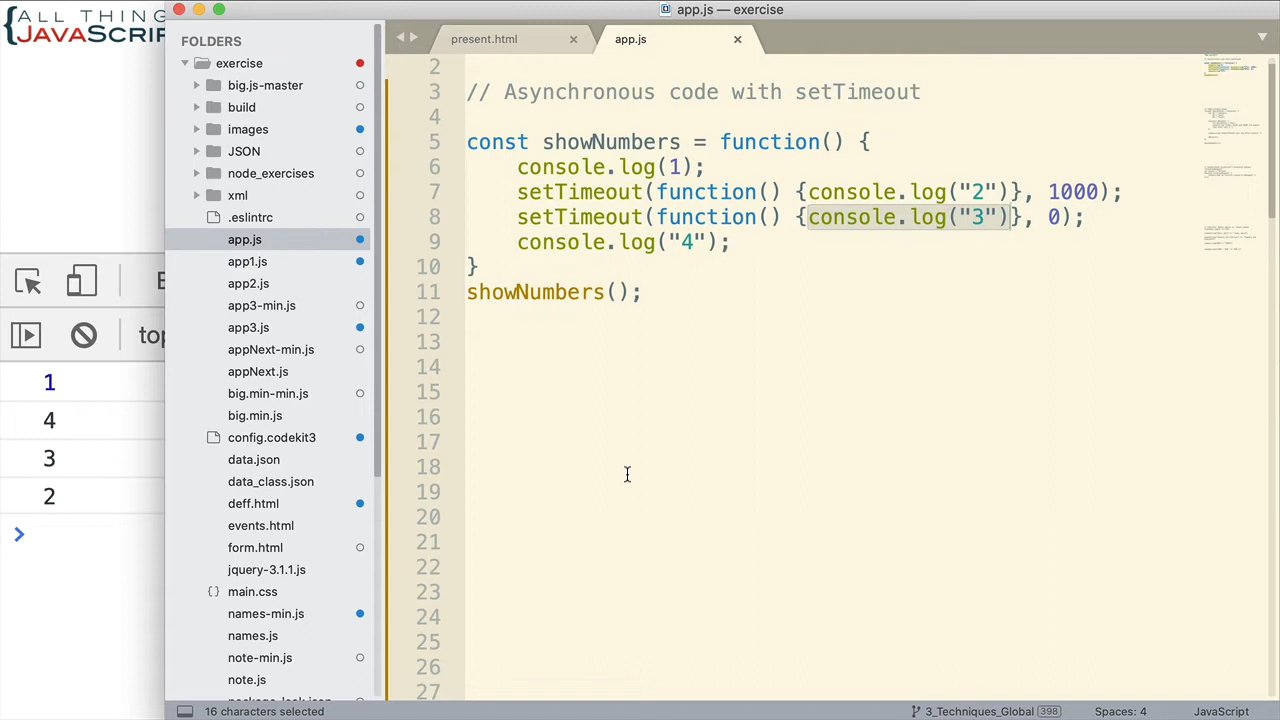 {ALL THING
JAVASCRIP
top
1
4
3
2
>
app.js — exercise
FOLDERS
exercise
big.js-master
build
images
JSON
node_exercises
xml
.eslintrc
app.js
app1.js
app2.js
app3-min.js
app3.js
appNext-min.js
appNext.js
big.min-min.js
big.min.js
config.codekit3
data.json
data_class.json
deff.html
events.html
form.html
jquery-3.1.1.js
{} main.css
names-min.js
names.js
note-min.js
note.js
present.html
app.js
2
3 // Asynchronous code with setTimeout
4
5 const showNumbers = function() {
6 console.log(1);
7 setTimeout(function() {console.log("2")}, 1000);
8 setTimeout(function() {console.log("3")}, 0);
9 console.log("4");
10 }
11 showNumbers();
12
13
14
15
16
17
18
19
20
21
22
23
24
25
26
27
16 characters selected
3_Techniques_Global 398
Spaces: 4
JavaScript